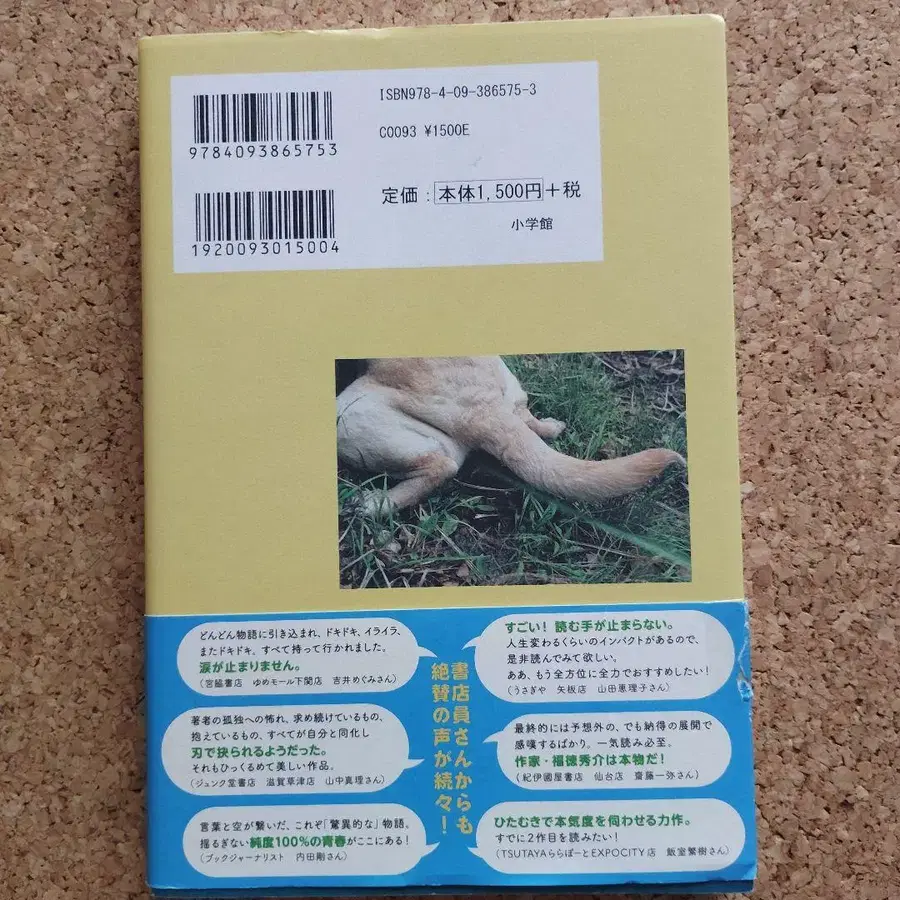 ISBN978-4-09-386575-3
9784093865753
C0093 ¥1500E
1920093015004
定価：本体1,500円＋税
小学館
どんどん物語に引き込まれ、ドキドキ、イライラ、
またドキドキ。すべて持って行かれました。
涙が止まりません。
（宮脇書店 ゆめモール下関店 吉井めぐみさん）
すごい！ 読む手が止まらない。
人生変わるくらいのインパクトがあるので、
是非読んでみて欲しい。
ああ、もう全方位に全力でおすすめしたい！
（うさぎや 矢板店 山田恵理子さん）
書店員さんからも
絶賛の声が続々！
著者の孤独への怖れ、求め続けているもの、
抱えているもの、すべてが自分と同化し
刃で抉られるようだった。
それもひっくるめて美しい作品。
（ジュンク堂書店 滋賀草津店 山中真理さん）
最終的には予想外の、でも納得の展開で
感嘆するばかり。一気読み必至。
作家・福徳秀介は本物だ！
（紀伊國屋書店 仙台店 齋藤一弥さん）
言葉と空が繋いだ、これぞ「驚異的な」物語。
揺るぎない純度100%の青春がここにある！
（ブックジャーナリスト 内田剛さん）
ひたむきで本気度を伺わせる力作。
すでに2作目を読みたい！
（TSUTAYAららぽーとEXPOCITY店 飯室繁樹さん）